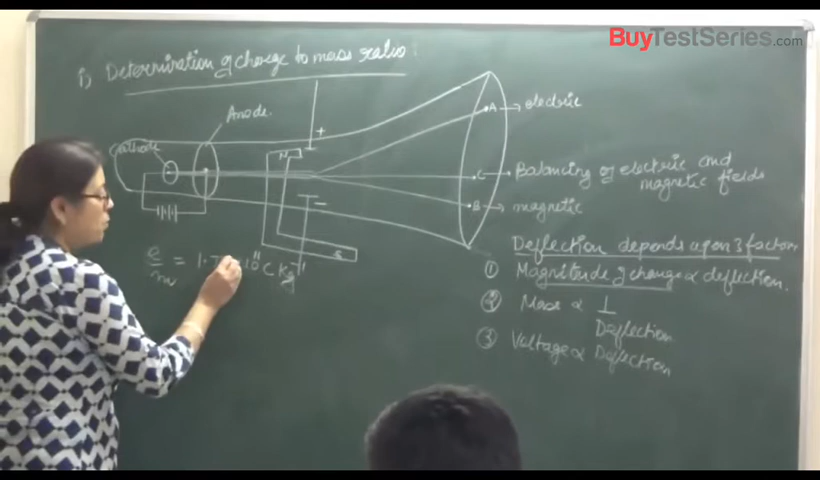 BuyTestSeries.com
1) Determination of charge to mass ratio:
Anode.
Cathode
+
-
N
S
A → electric
C → Balancing of electric and
magnetic fields
B → magnetic
Deflection depends upon 3 factors
① Magnitude of charge ∝ deflection.
② Mass ∝ 1
Deflection
③ Voltage ∝ Deflection
e/m = 1.7 10¹¹ C kg⁻¹